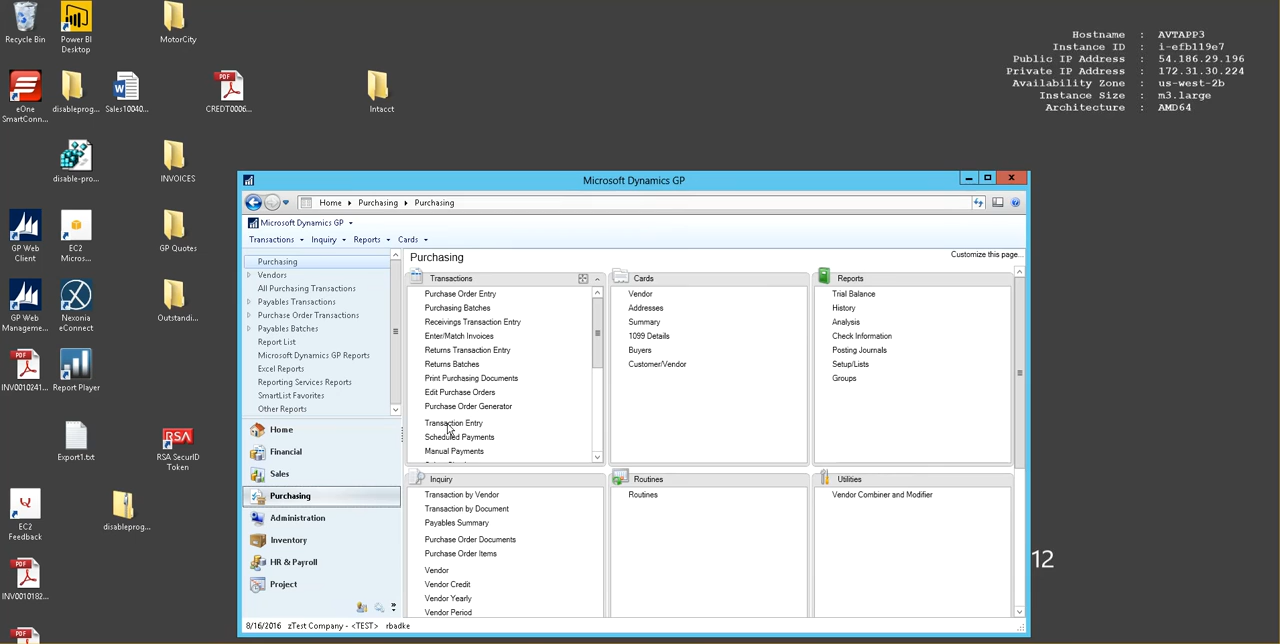 Recycle Bin
Power BI
Desktop
MotorCity
Hostname : AVTAPP3
Instance ID : i-efb119e7
Public IP Address : 54.186.29.196
Private IP Address : 172.31.30.224
Availability Zone : us-west-2b
Instance Size : m3.large
Architecture : AMD64
eOne
SmartConn...
disableprog...
Sales10040...
CREDT0006...
Intacct
disable-pro...
INVOICES
GP Web
Client
EC2
Micros...
GP Quotes
GP Web
Manageme...
Nexonia
eConnect
Outstandi...
INV0010241...
Report Player
Export1.txt
RSA
RSA SecurID
Token
EC2
Feedback
disableprog...
INV0010182...
12
Microsoft Dynamics GP
Home
Purchasing
Purchasing
Microsoft Dynamics GP
Transactions
Inquiry
Reports
Cards
Purchasing
Vendors
All Purchasing Transactions
Payables Transactions
Purchase Order Transactions
Payables Batches
Report List
Microsoft Dynamics GP Reports
Excel Reports
Reporting Services Reports
SmartList Favorites
Other Reports
Home
Financial
Sales
Purchasing
Administration
Inventory
HR & Payroll
Project
Purchasing
Customize this page...
Transactions
Purchase Order Entry
Purchasing Batches
Receivings Transaction Entry
Enter/Match Invoices
Returns Transaction Entry
Returns Batches
Print Purchasing Documents
Edit Purchase Orders
Purchase Order Generator
Transaction Entry
Scheduled Payments
Manual Payments
Cards
Vendor
Addresses
Summary
1099 Details
Buyers
Customer/Vendor
Reports
Trial Balance
History
Analysis
Check Information
Posting Journals
Setup/Lists
Groups
Inquiry
Transaction by Vendor
Transaction by Document
Payables Summary
Purchase Order Documents
Purchase Order Items
Vendor
Vendor Credit
Vendor Yearly
Vendor Period
Routines
Routines
Utilities
Vendor Combiner and Modifier
8/16/2016 zTest Company - <TEST> rbadke